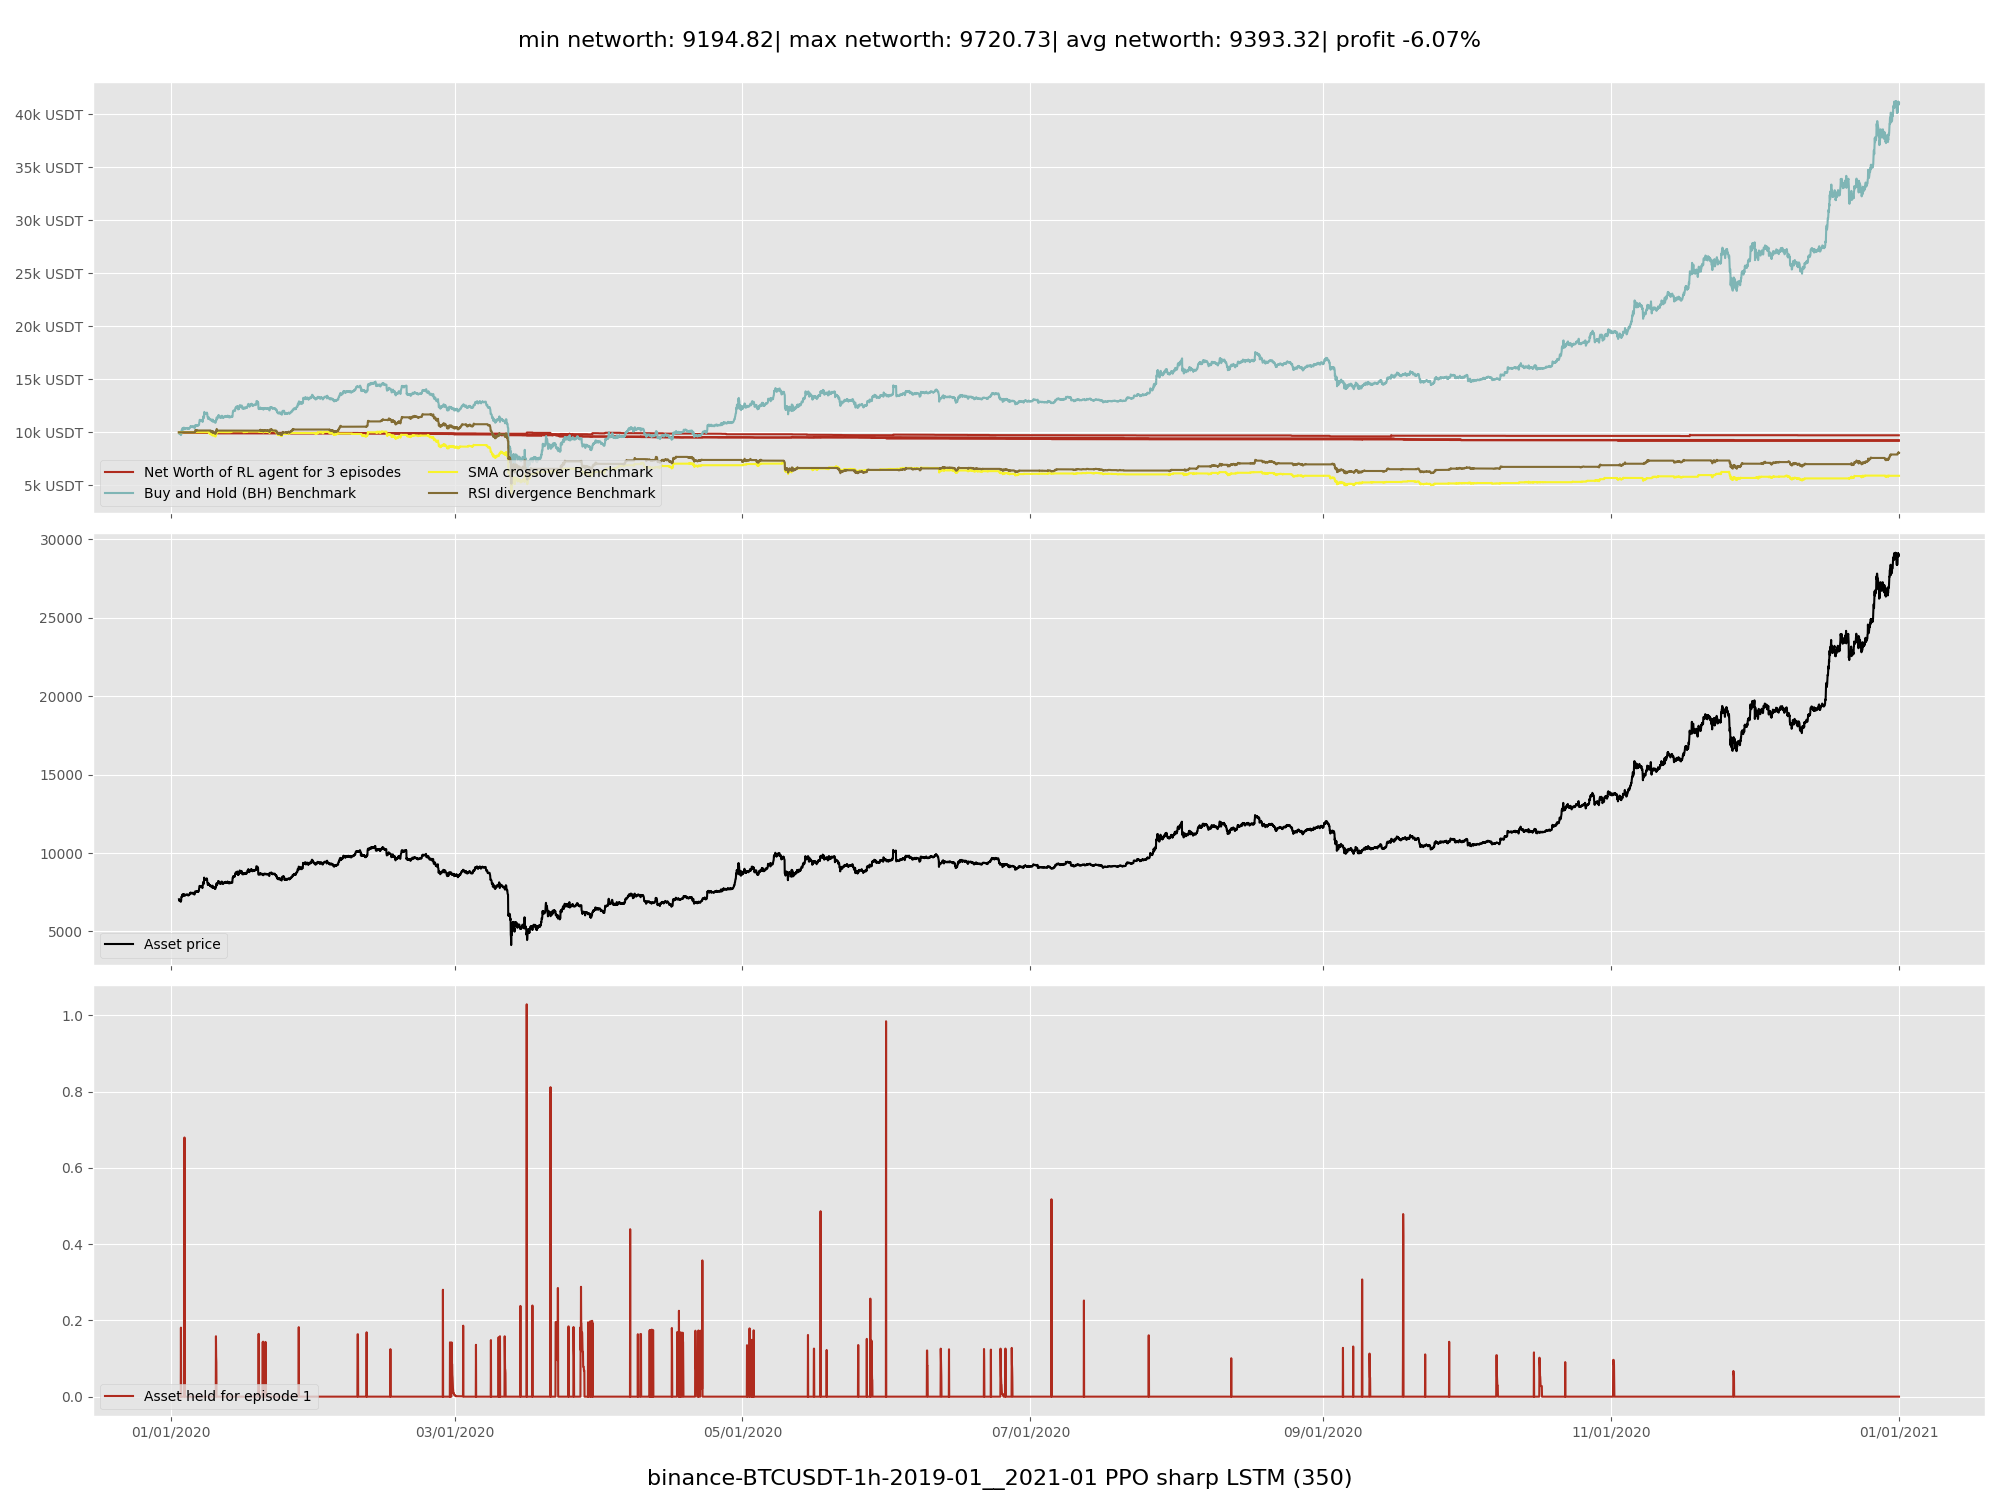 min networth: 9194.82| max networth: 9720.73| avg networth: 9393.32| profit -6.07%
40k USDT
35k USDT
30k USDT
25k USDT
20k USDT
15k USDT
10k USDT
5k USDT
Net Worth of RL agent for 3 episodes
Buy and Hold (BH) Benchmark
SMA crossover Benchmark
RSI divergence Benchmark
30000
25000
20000
15000
10000
5000
Asset price
1.0
0.8
0.6
0.4
0.2
0.0
Asset held for episode 1
01/01/2020 03/01/2020 05/01/2020 07/01/2020 09/01/2020 11/01/2020 01/01/2021
binance-BTCUSDT-1h-2019-01__2021-01 PPO sharp LSTM (350)